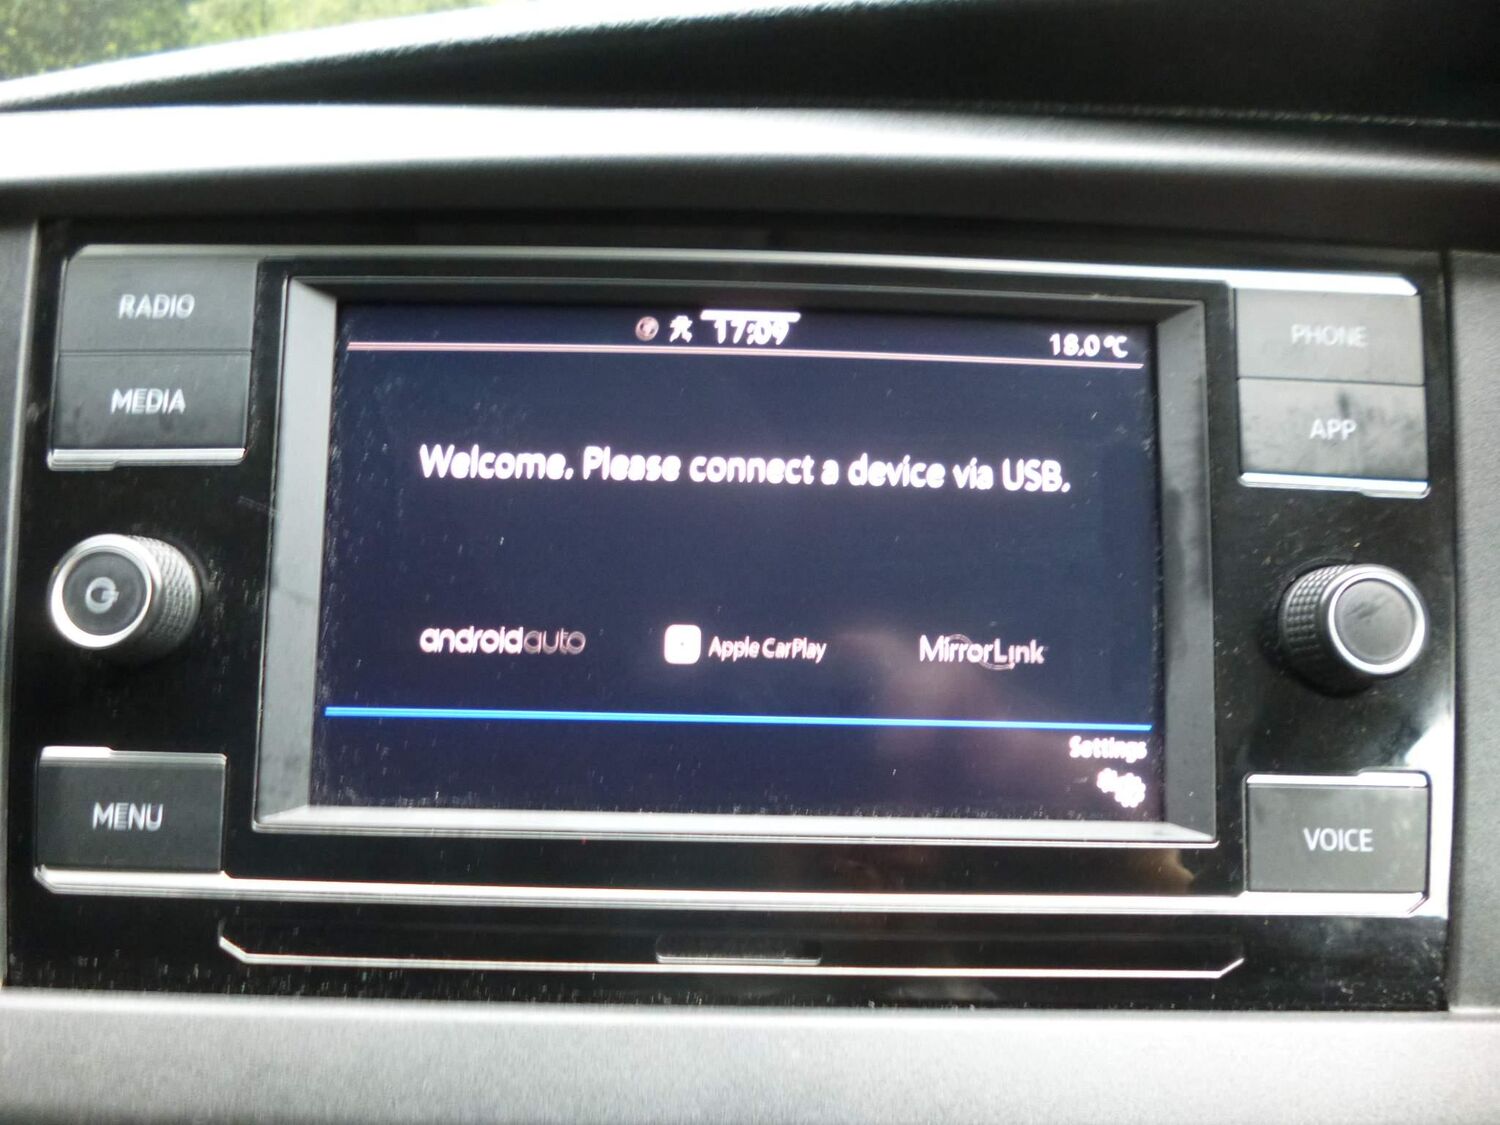 RADIO
MEDIA
MENU
17:09
18.0 °C
Welcome. Please connect a device via USB.
androidauto
Apple CarPlay
MirrorLink
Settings
PHONE
APP
VOICE